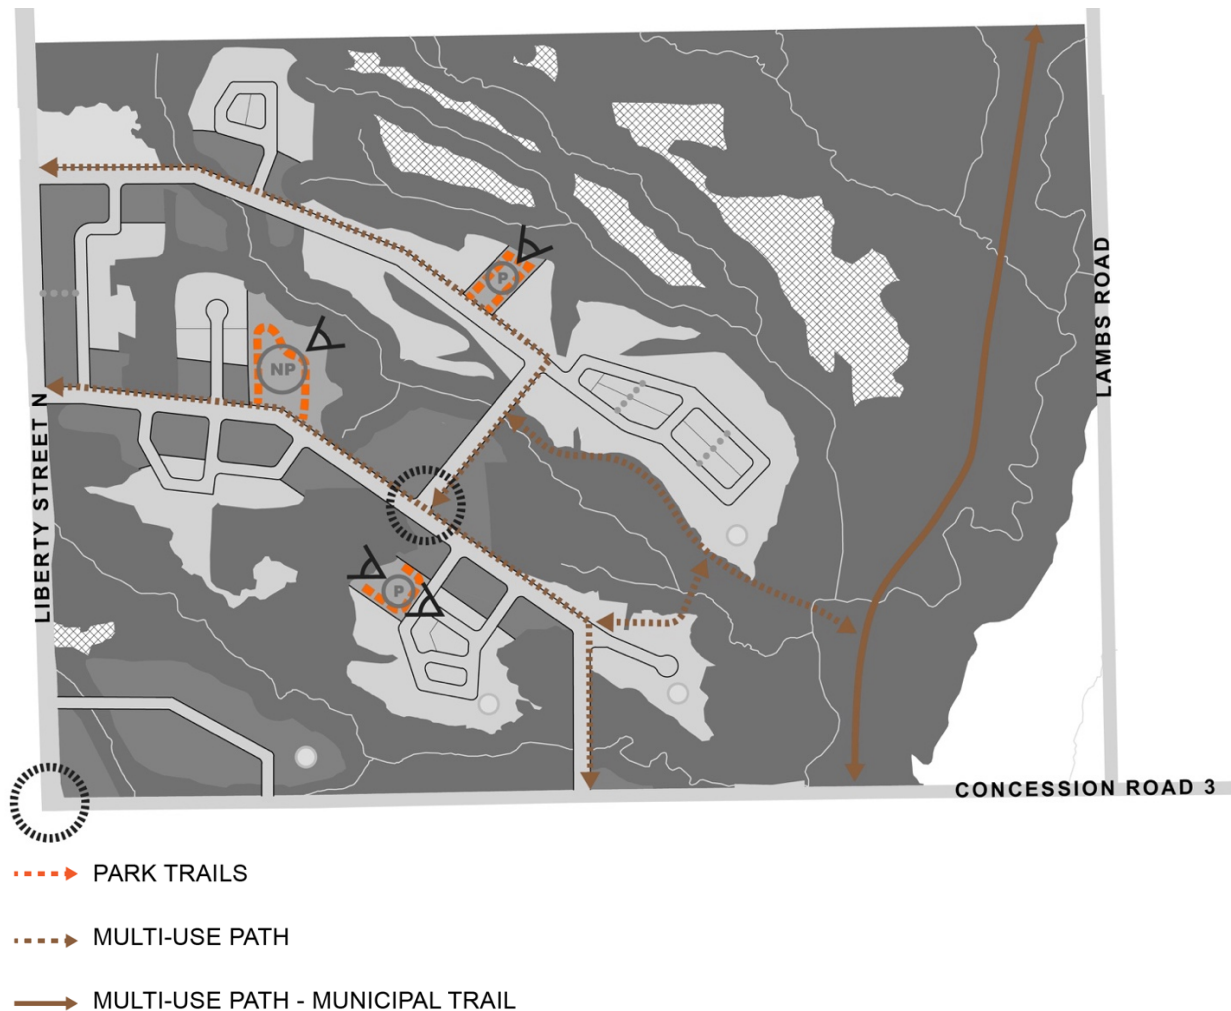 P
NP
P
LIBERTY STREET N
LAMBS ROAD
CONCESSION ROAD 3
PARK TRAILS
MULTI-USE PATH
MULTI-USE PATH - MUNICIPAL TRAIL